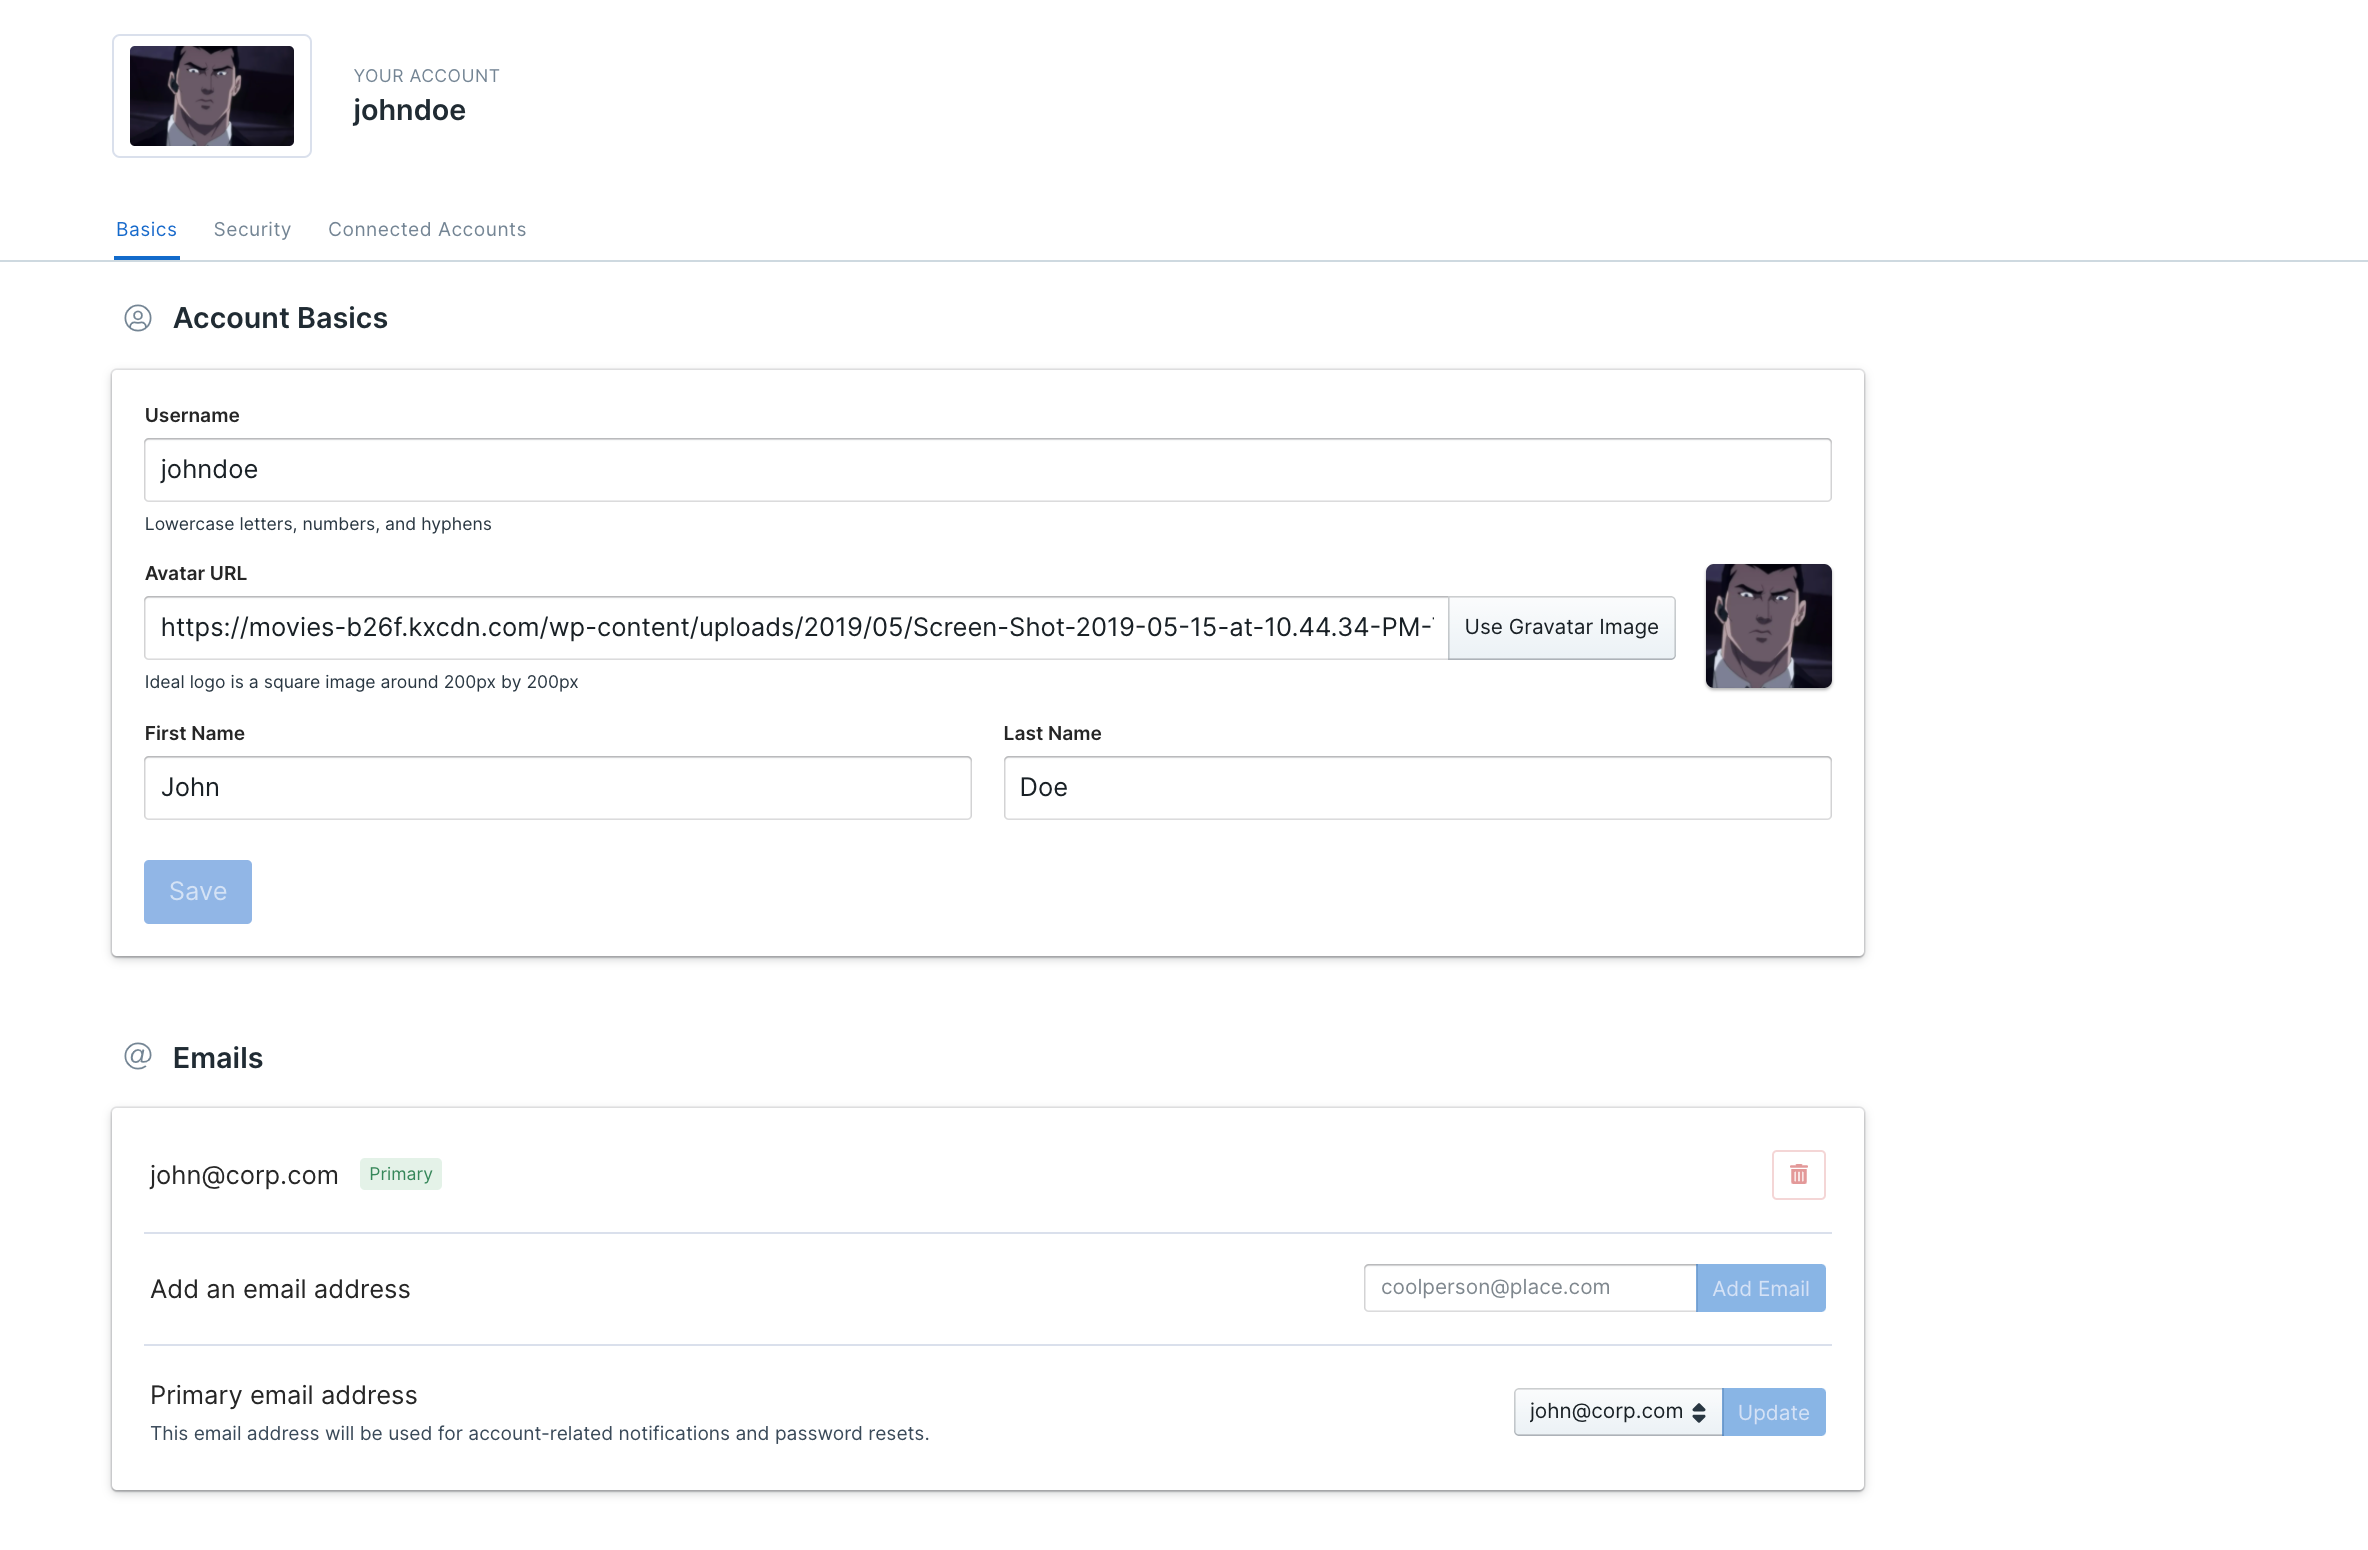 YOUR ACCOUNT
johndoe
Basics Security Connected Accounts
Account Basics
Username
johndoe
Lowercase letters, numbers, and hyphens
Avatar URL
https://movies-b26f.kxcdn.com/wp-content/uploads/2019/05/Screen-Shot-2019-05-15-at-10.44.34-PM- Use Gravatar Image
Ideal logo is a square image around 200px by 200px
First Name Last Name
John Doe
Save
@ Emails
john@corp.com Primary
Add an email address coolperson@place.com Add Email
Primary email address
This email address will be used for account-related notifications and password resets.
john@corp.com Update